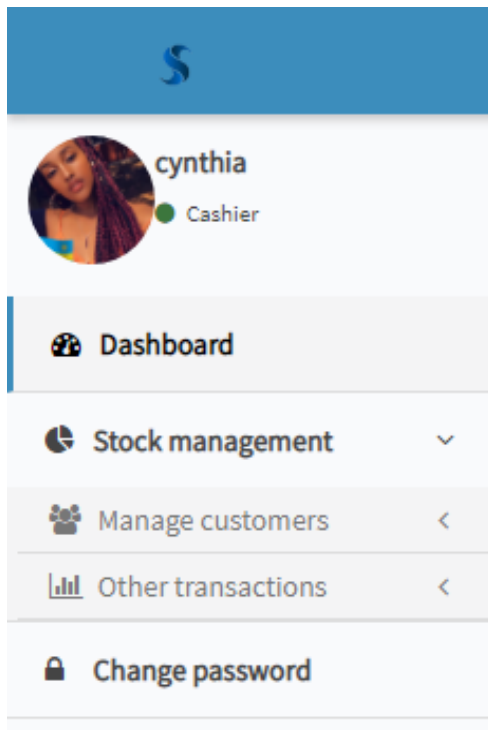 S
cynthia
Cashier
Dashboard
Stock management
Manage customers
Other transactions
Change password